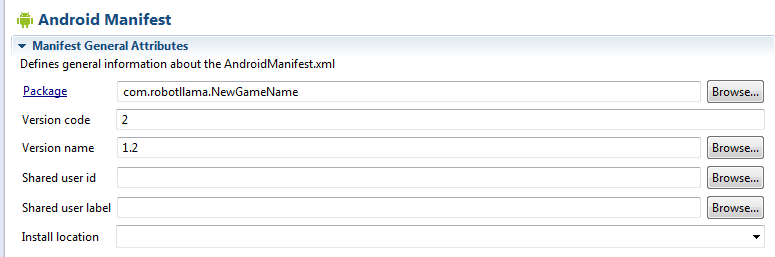 Android Manifest
Manifest General Attributes
Defines general information about the AndroidManifest.xml
Package com.robotllama.NewGameName Browse...
Version code 2
Version name 1.2 Browse...
Shared user id Browse...
Shared user label Browse...
Install location